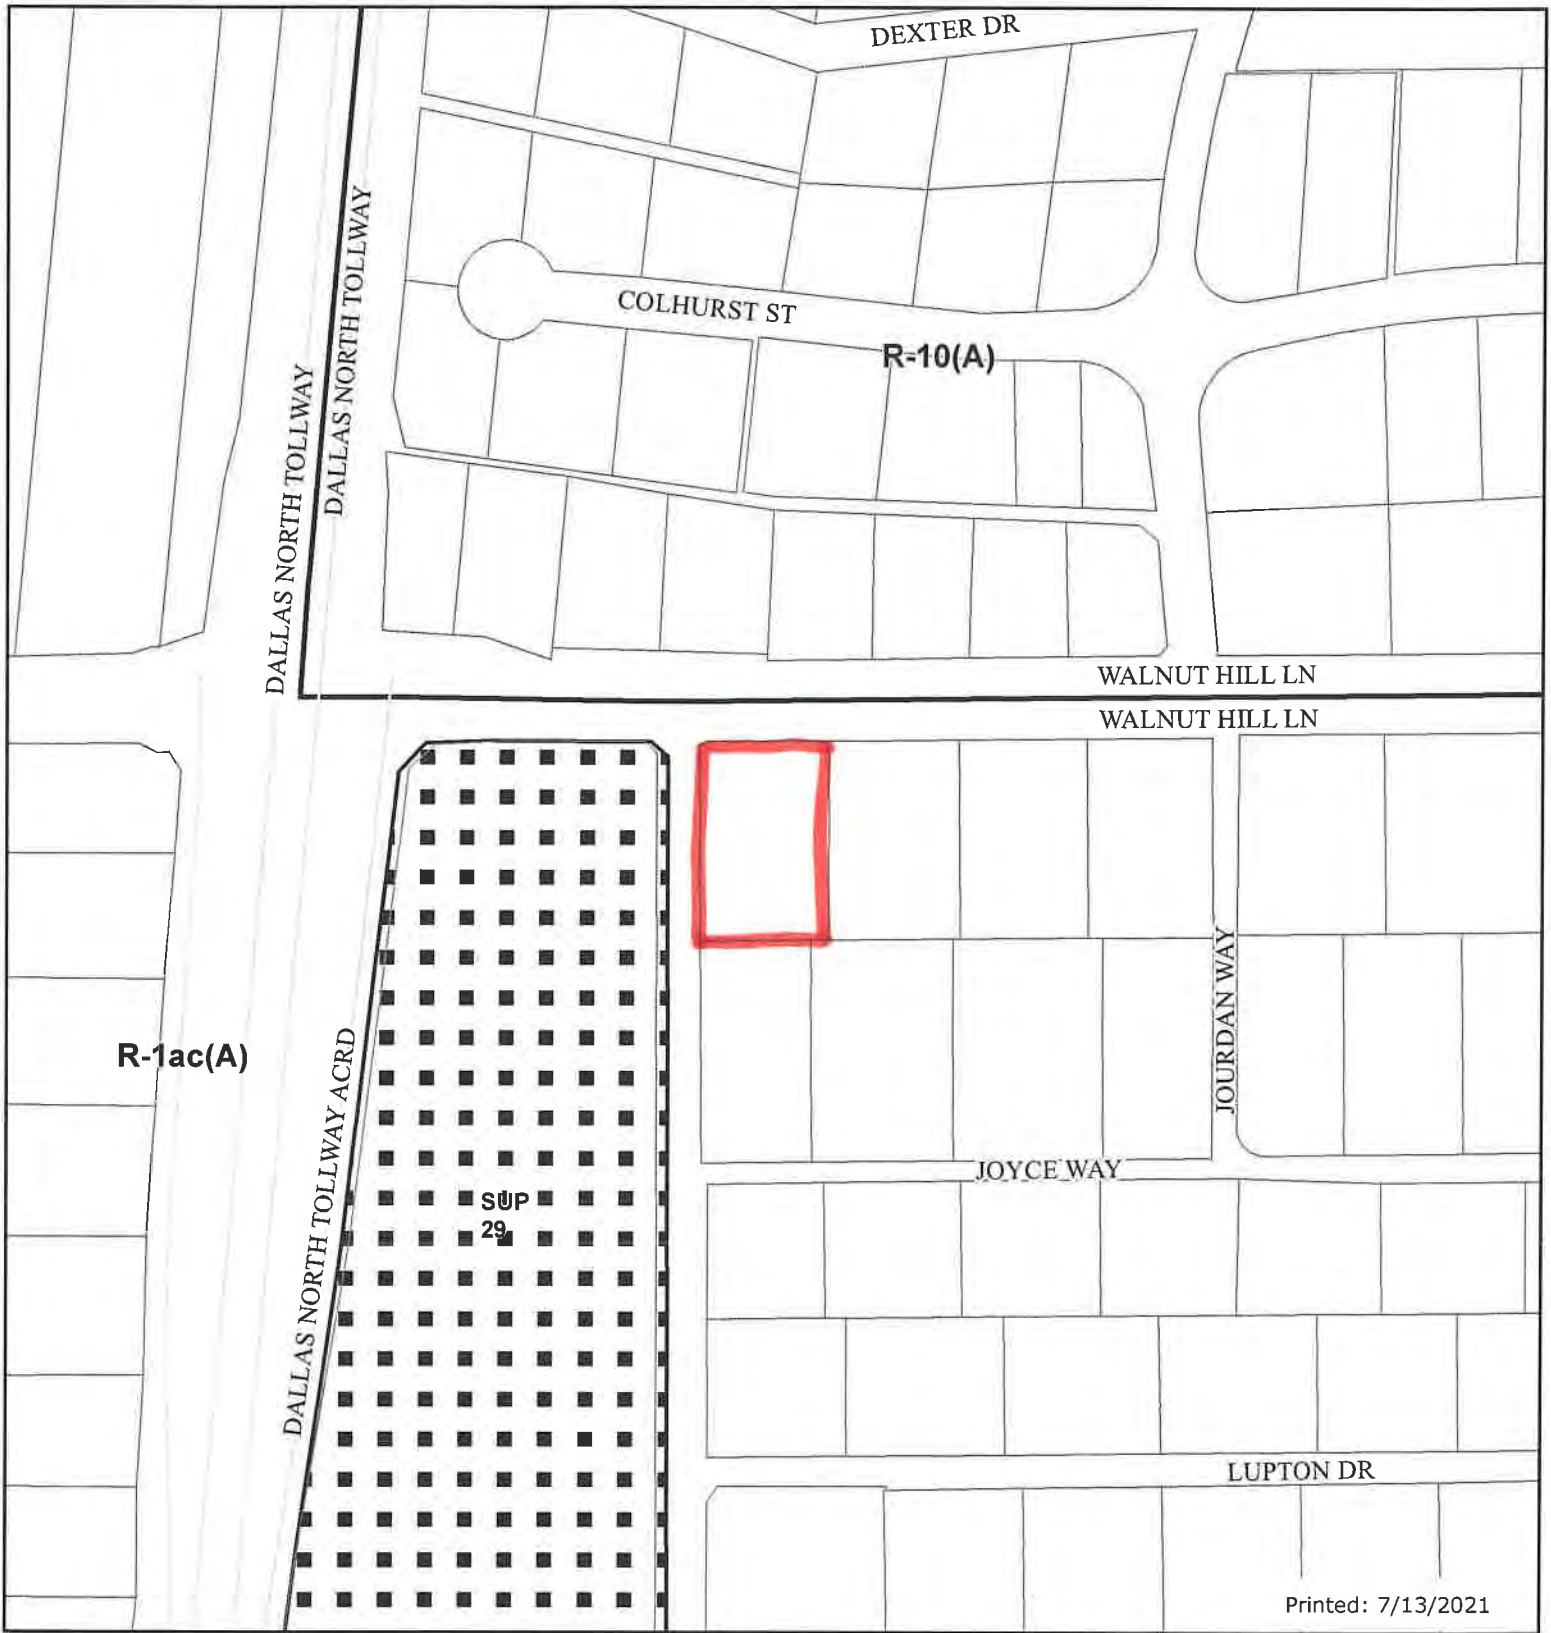 DEXTER DR
DALLAS NORTH TOLLWAY
COLHURST ST
R-10(A)
DALLAS NORTH TOLLWAY
WALNUT HILL LN
WALNUT HILL LN
JOURDAN WAY
R-1ac(A)
DALLAS NORTH TOLLWAY ACRD
JOYCE WAY
SUP
29
LUPTON DR
Printed: 7/13/2021